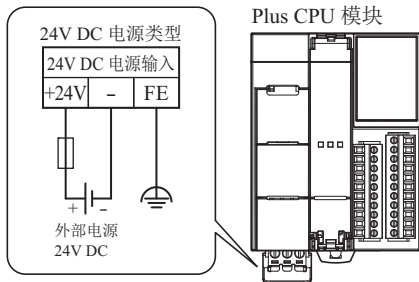 Plus CPU 模块
24V DC 电源类型
24V DC 电源输入
+24V – FE
+ -
外部电源
24V DC